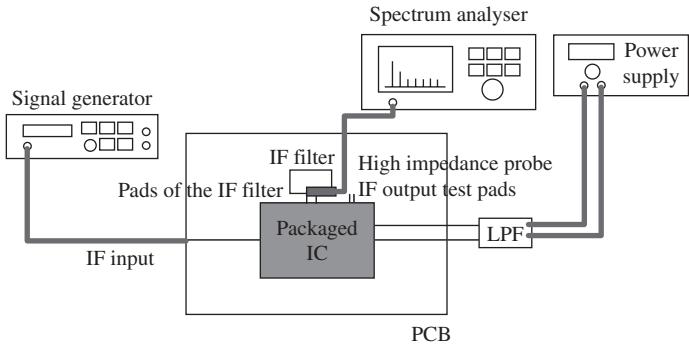 Spectrum analyser
Power
supply
Signal generator
IF filter
High impedance probe
Pads of the IF filter
IF output test pads
Packaged
IC
LPF
IF input
PCB